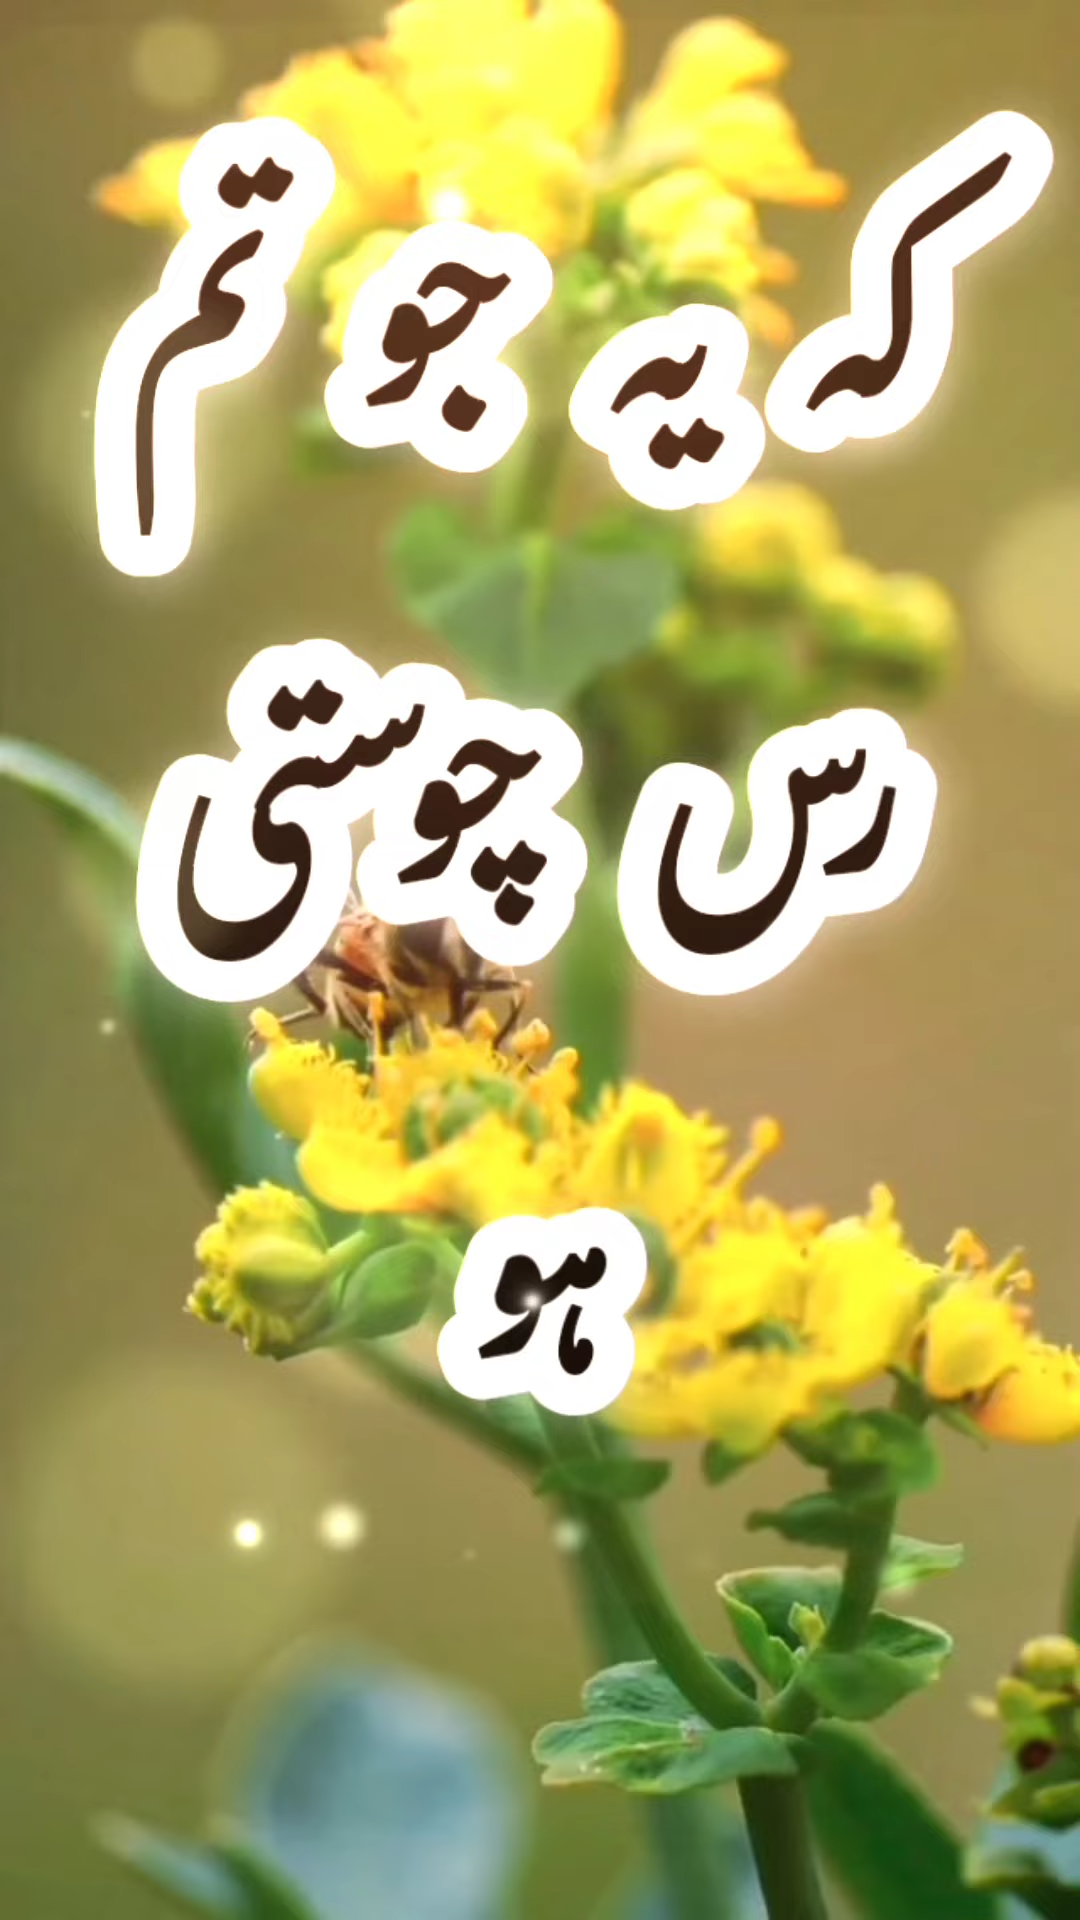 کہ یہ جو تم
رس چوستی
ہو